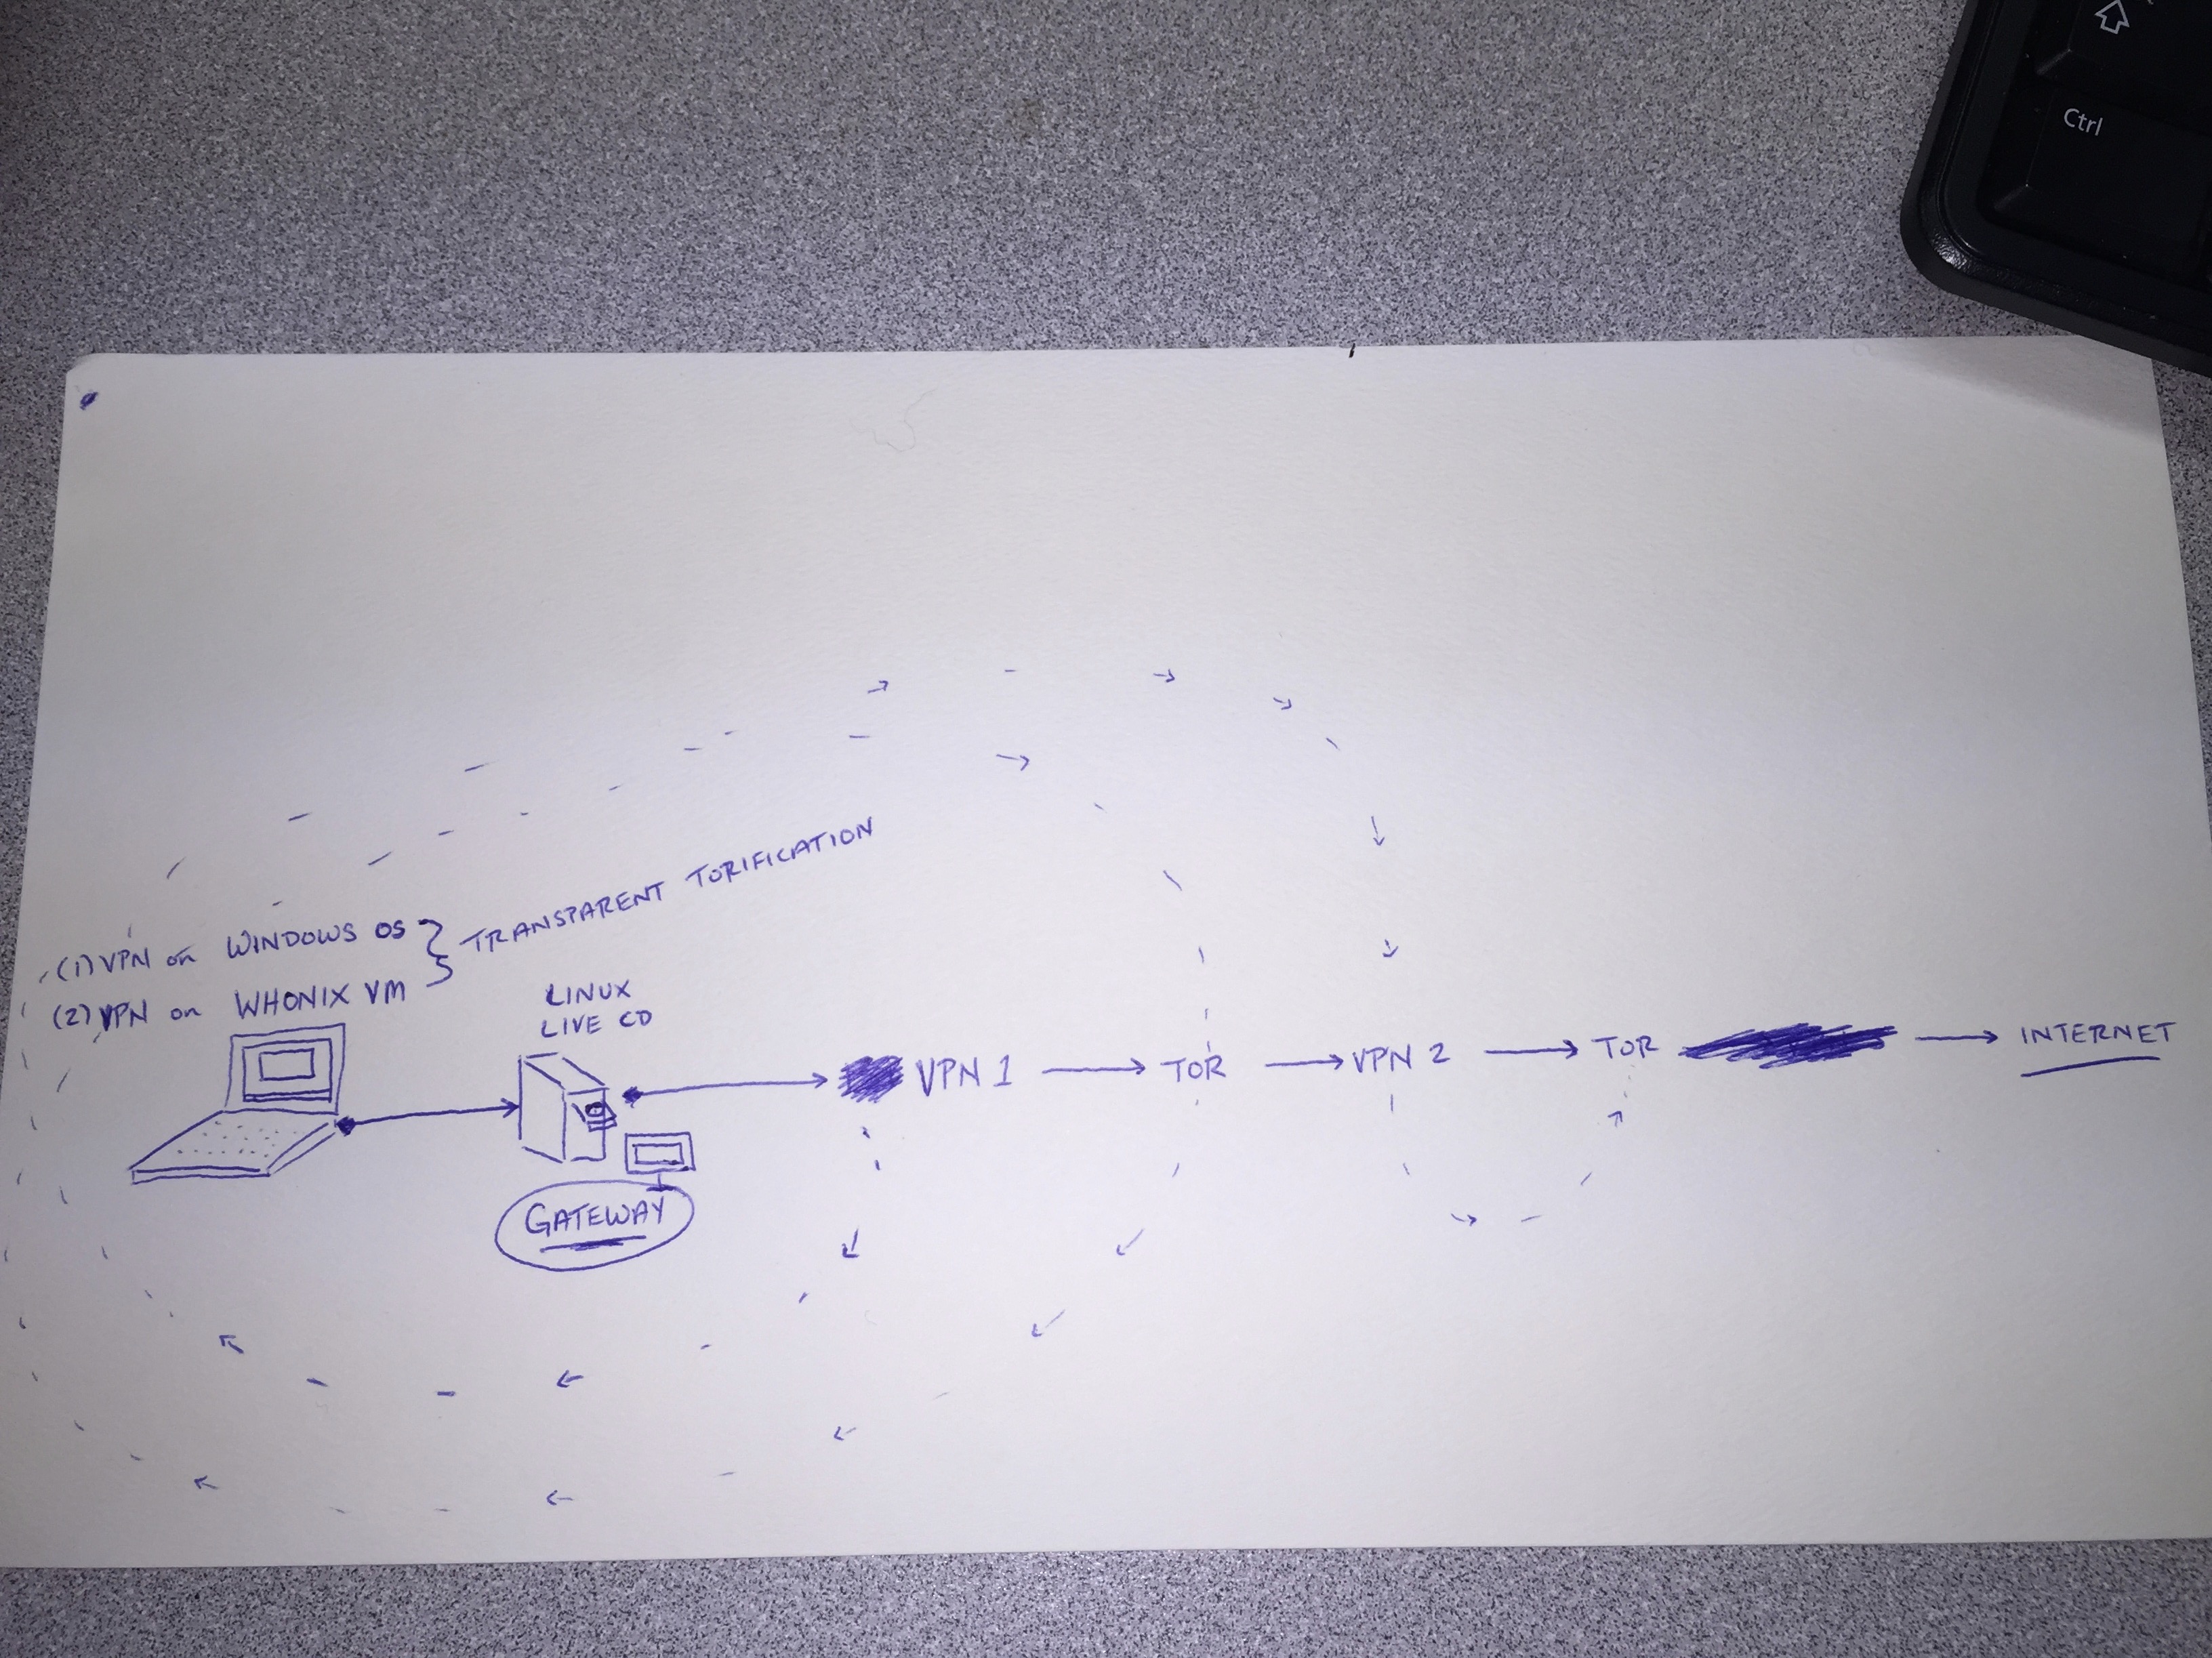 Ctrl
(1) VPN on WINDOWS OS
(2) VPN on WHONIX VM
TRANSPARENT TORIFICATION
LINUX
LIVE CD
GATEWAY
VPN 1
TOR
VPN 2
TOR
INTERNET